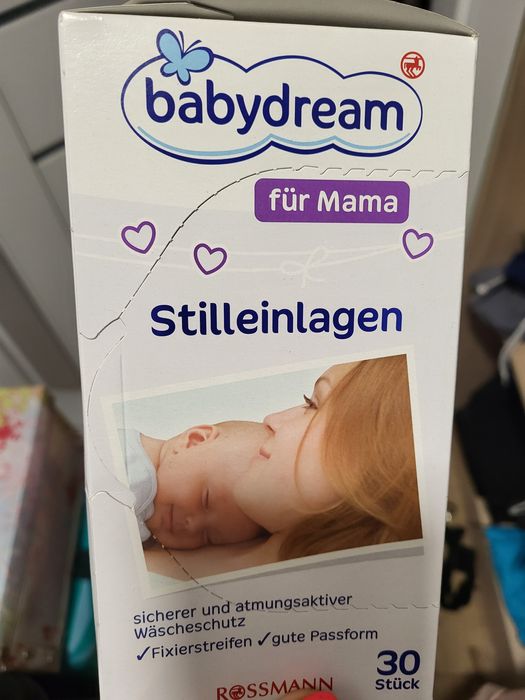 babydream
für Mama
Stilleinlagen
sicherer und atmungsaktiver
Wäscheschutz
✓Fixierstreifen ✓gute Passform
30
Stück
ROSSMANN